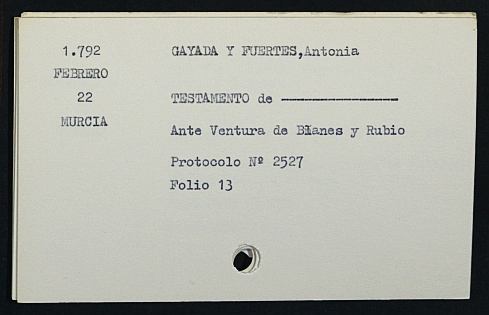 1.792
FEBRERO
22
MURCIA
GAYADA Y FUERTES,Antonia
TESTAMENTO de -----------------
Ante Ventura de Blanes y Rubio
Protocolo Nº 2527
Folio 13